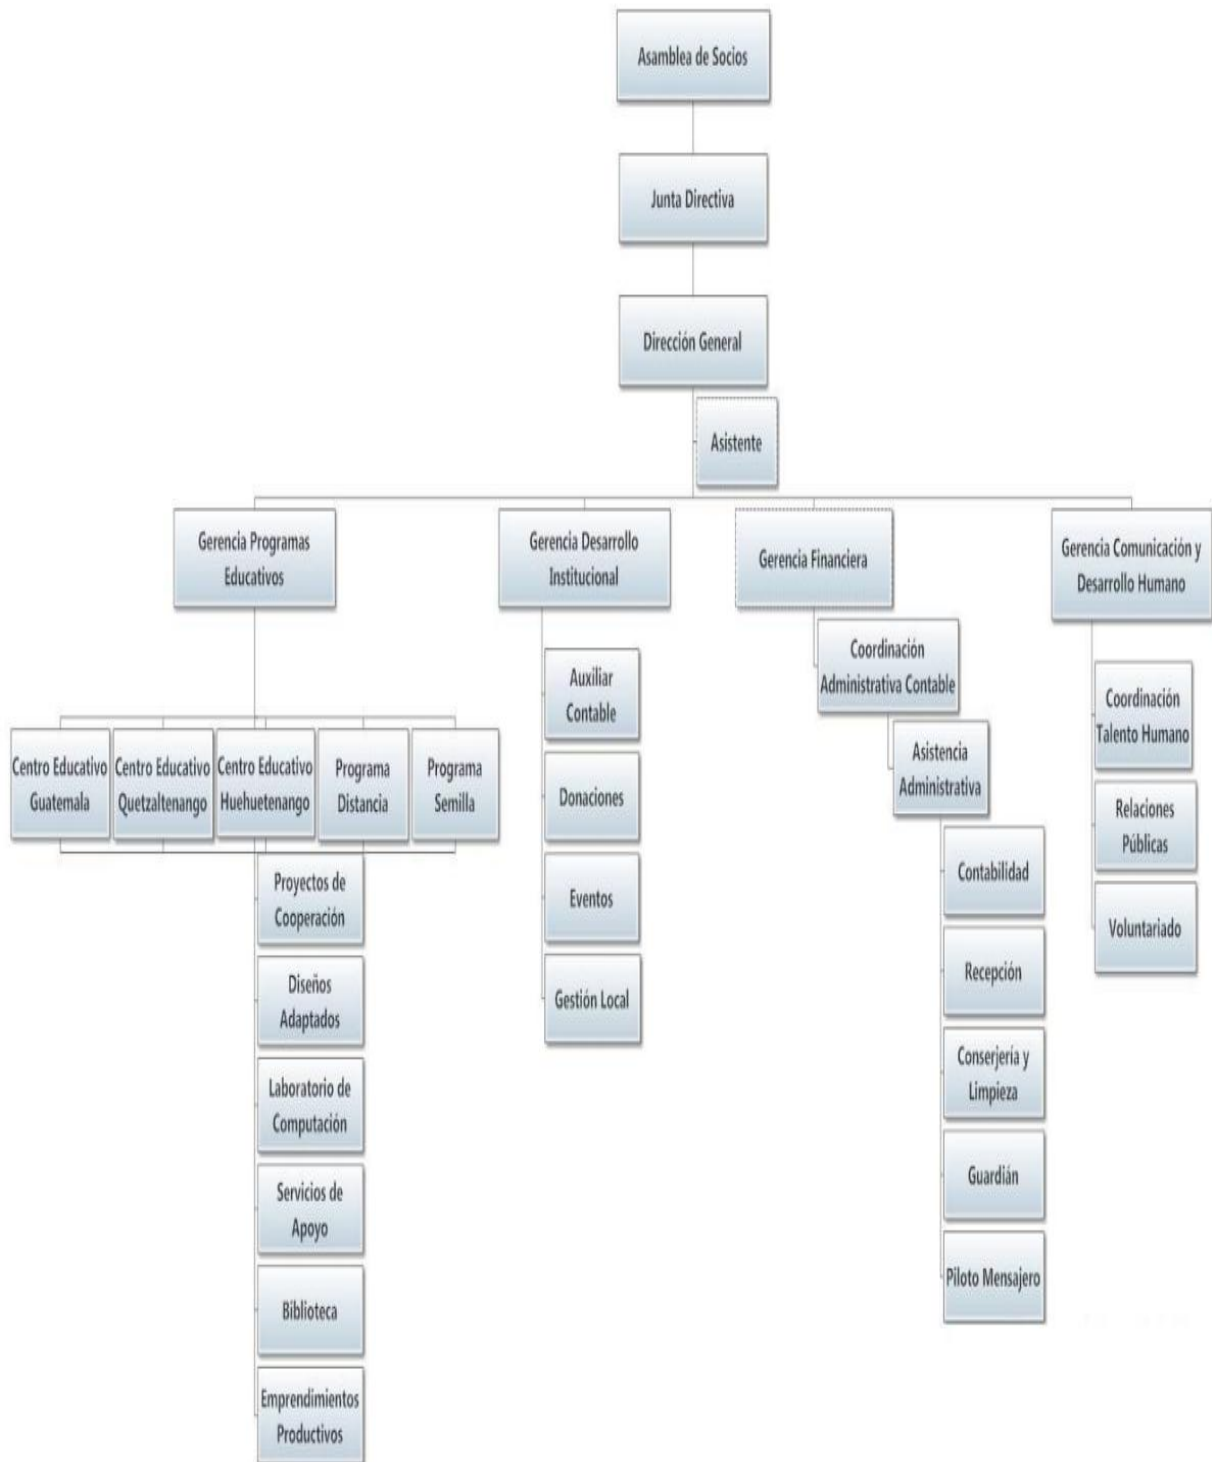 Asamblea de Socios
Junta Directiva
Dirección General
Asistente
Gerencia Programas
Educativos
Gerencia Desarrollo
Institucional
Gerencia Financiera
Gerencia Comunicación y
Desarrollo Humano
Centro Educativo
Guatemala
Centro Educativo
Quetzaltenango
Centro Educativo
Huehuetenango
Programa
Distancia
Programa
Semilla
Proyectos de
Cooperación
Diseños
Adaptados
Laboratorio de
Computación
Servicios de
Apoyo
Biblioteca
Emprendimientos
Productivos
Auxiliar
Contable
Donaciones
Eventos
Gestión Local
Coordinación
Administrativa Contable
Asistencia
Administrativa
Contabilidad
Recepción
Conserjería y
Limpieza
Guardián
Piloto Mensajero
Coordinación
Talento Humano
Relaciones
Públicas
Voluntariado